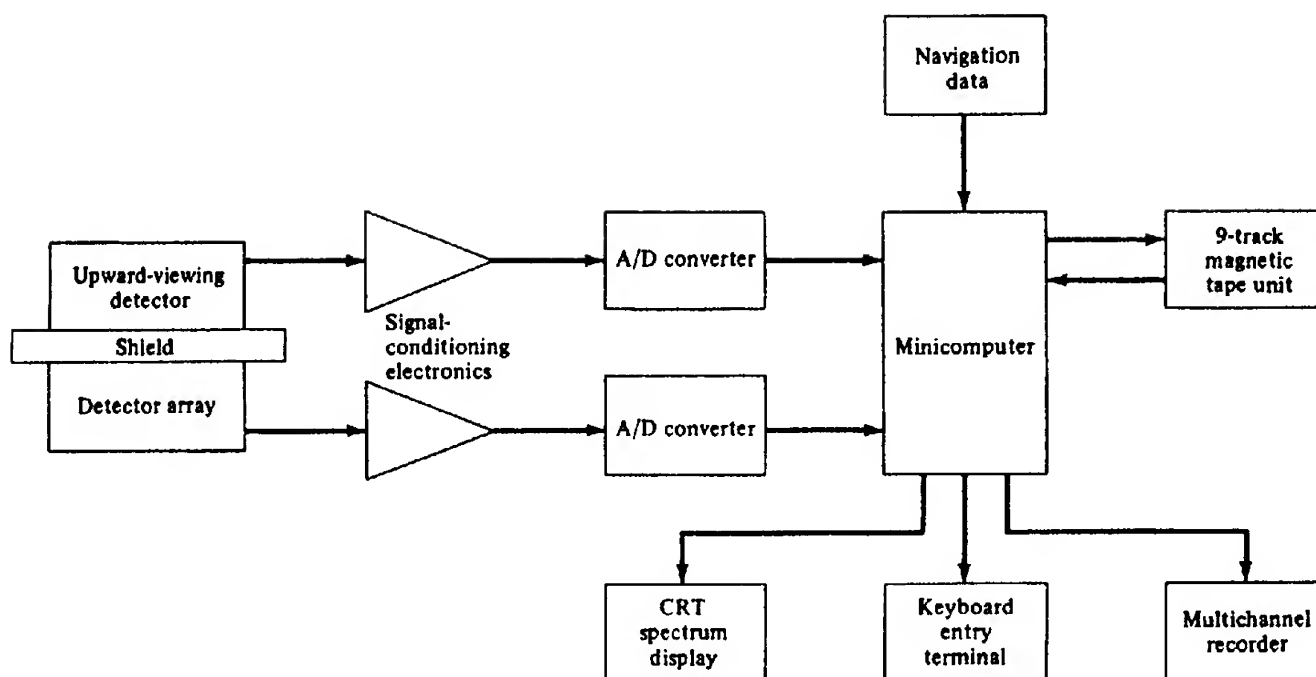 Navigation
data
Upward-viewing
detector
Shield
Detector array
Signal-
conditioning
electronics
A/D converter
A/D converter
Minicomputer
9-track
magnetic
tape unit
CRT
spectrum
display
Keyboard
entry
terminal
Multichannel
recorder